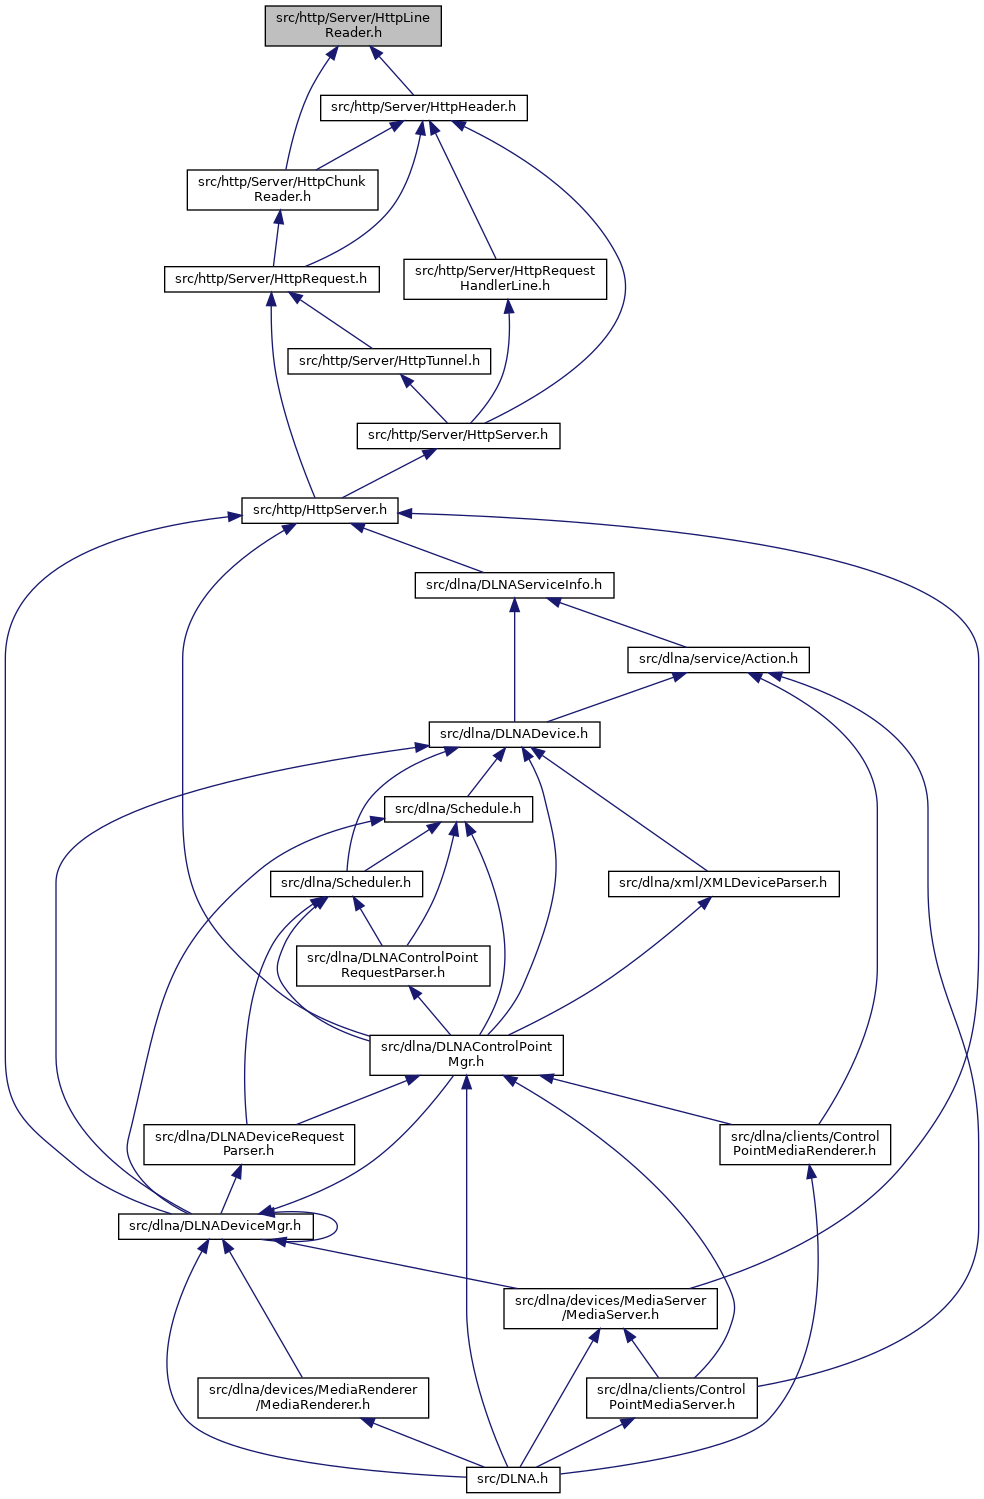 src/http/Server/HttpLine
Reader.h
src/http/Server/HttpHeader.h
src/http/Server/HttpChunk
Reader.h
src/http/Server/HttpRequest.h
src/http/Server/HttpRequest
HandlerLine.h
src/http/Server/HttpTunnel.h
src/http/Server/HttpServer.h
src/http/HttpServer.h
src/dlna/DLNAServiceInfo.h
src/dlna/service/Action.h
src/dlna/DLNADevice.h
src/dlna/Schedule.h
src/dlna/Scheduler.h
src/dlna/xml/XMLDeviceParser.h
src/dlna/DLNAControlPoint
RequestParser.h
src/dlna/DLNAControlPoint
Mgr.h
src/dlna/DLNADeviceRequest
Parser.h
src/dlna/clients/Control
PointMediaRenderer.h
src/dlna/DLNADeviceMgr.h
src/dlna/devices/MediaServer
/MediaServer.h
src/dlna/devices/MediaRenderer
/MediaRenderer.h
src/dlna/clients/Control
PointMediaServer.h
src/DLNA.h